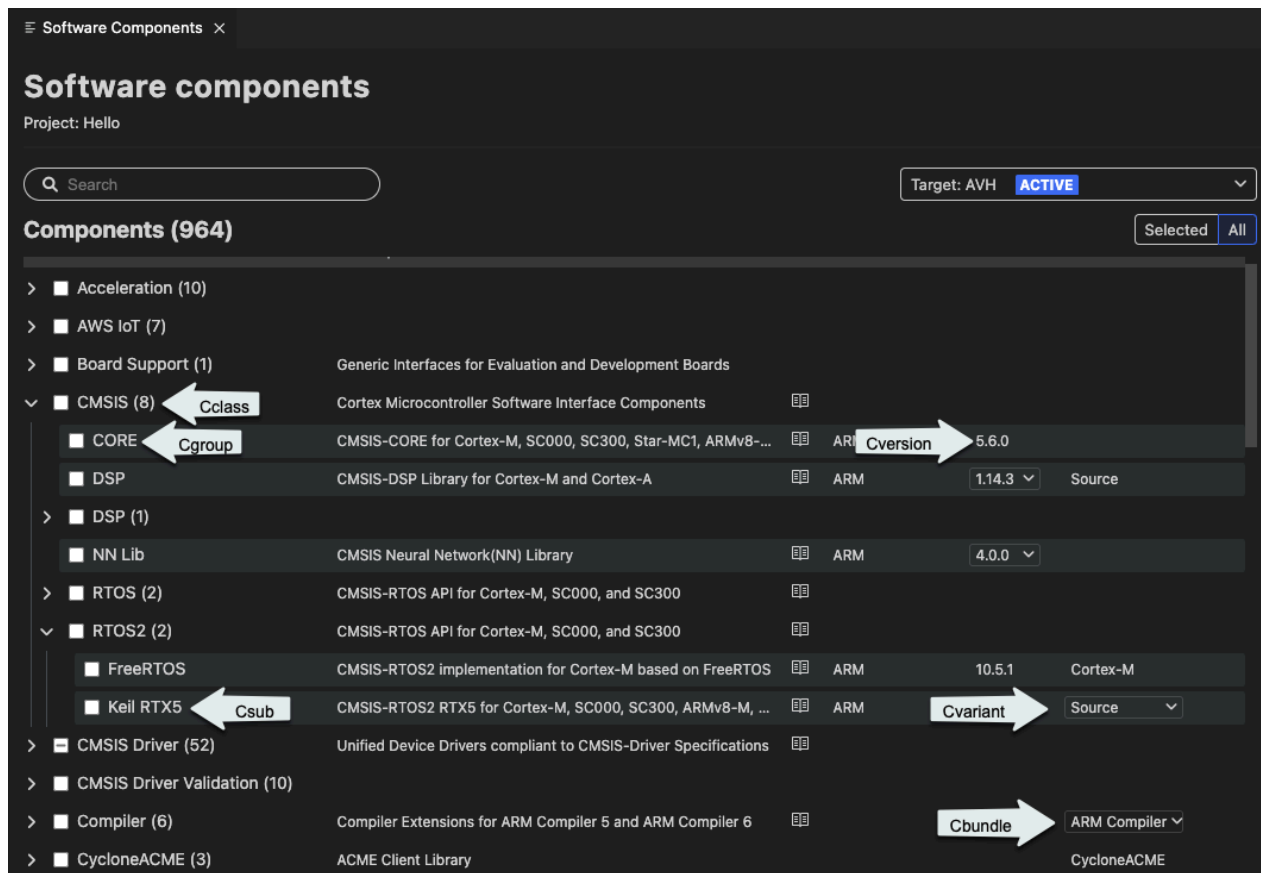 Software Components
Software components
Project: Hello
Search
Target: AVH ACTIVE
Components (964)
Selected All
Acceleration (10)
AWS IoT (7)
Board Support (1) Generic Interfaces for Evaluation and Development Boards
CMSIS (8) Cclass Cortex Microcontroller Software Interface Components
CORE Cgroup CMSIS-CORE for Cortex-M, SC000, SC300, Star-MC1, ARMv8-... Cversion 5.6.0
DSP CMSIS-DSP Library for Cortex-M and Cortex-A ARM 1.14.3 Source
DSP (1)
NN Lib CMSIS Neural Network(NN) Library ARM 4.0.0
RTOS (2) CMSIS-RTOS API for Cortex-M, SC000, and SC300
RTOS2 (2) CMSIS-RTOS API for Cortex-M, SC000, and SC300
FreeRTOS CMSIS-RTOS2 implementation for Cortex-M based on FreeRTOS ARM 10.5.1 Cortex-M
Keil RTX5 Csub CMSIS-RTOS2 RTX5 for Cortex-M, SC000, SC300, ARMv8-M, ... ARM Cvariant Source
CMSIS Driver (52) Unified Device Drivers compliant to CMSIS-Driver Specifications
CMSIS Driver Validation (10)
Compiler (6) Compiler Extensions for ARM Compiler 5 and ARM Compiler 6 Cbundle ARM Compiler
CycloneACME (3) ACME Client Library CycloneACME